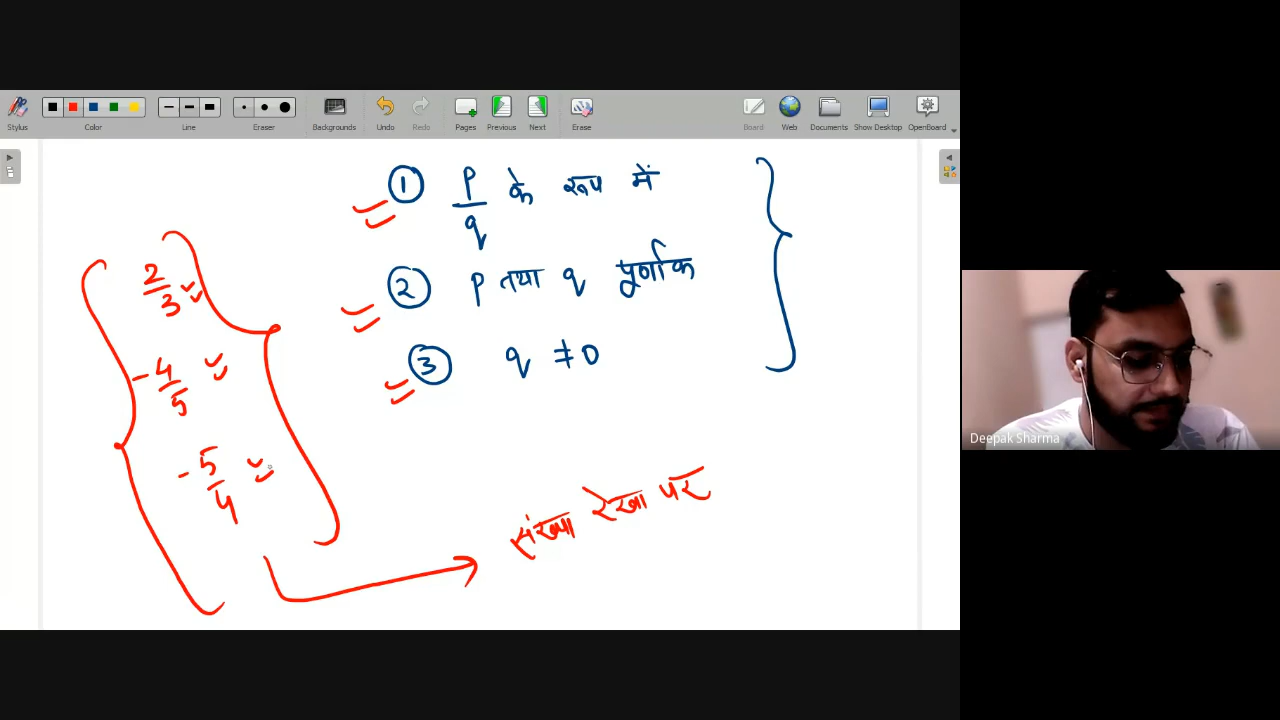 Stylus
Color
Line
Eraser
Backgrounds
Undo
Redo
Pages
Previous
Next
Erase
Board
Web
Documents
Show Desktop
OpenBoard
① p/q के रूप में
② p तथा q पूर्णांक
③ q ≠ 0
2/3
-4/5
-5/4
संख्या रेखा पर
Deepak Sharma